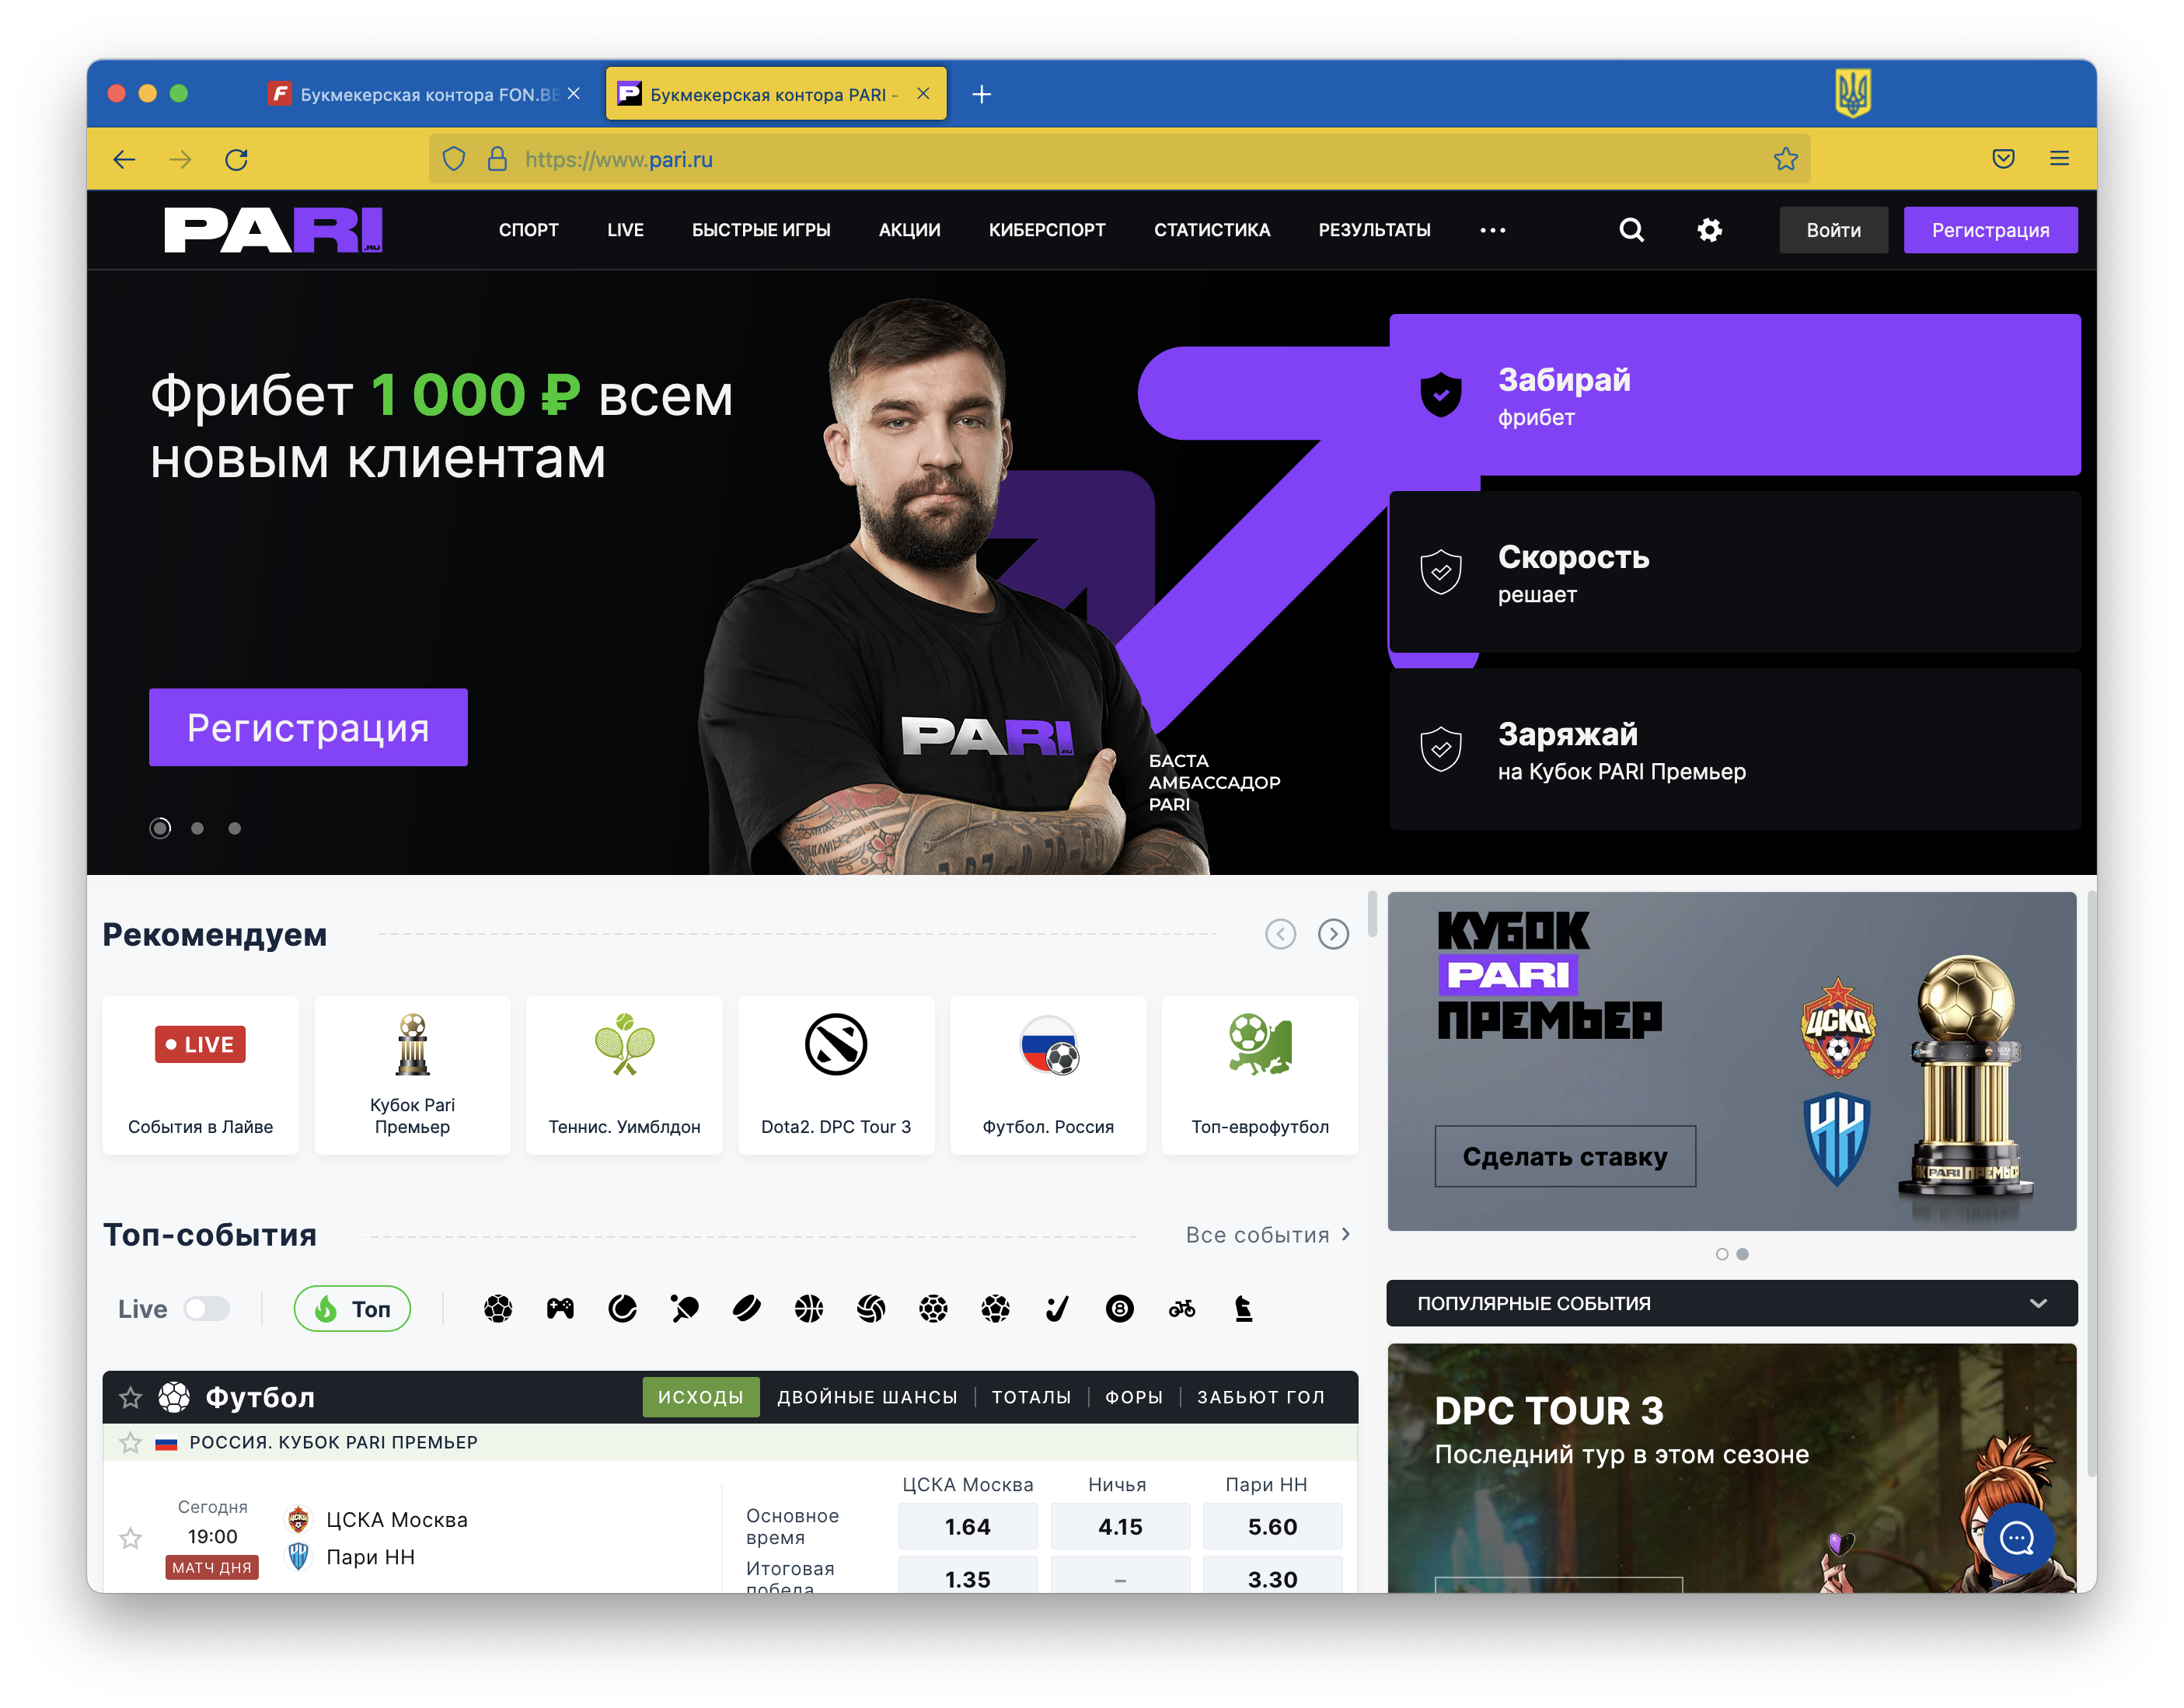 Букмекерская контора FON.BE
Букмекерская контора PARI -
https://www.pari.ru
PARI.RU
СПОРТ
LIVE
БЫСТРЫЕ ИГРЫ
АКЦИИ
КИБЕРСПОРТ
СТАТИСТИКА
РЕЗУЛЬТАТЫ
Войти
Регистрация
Фрибет 1 000 ₽ всем
новым клиентам
Регистрация
PARI.RU
БАСТА
АМБАССАДОР
PARI
Забирай
фрибет
Скорость
решает
Заряжай
на Кубок PARI Премьер
Рекомендуем
LIVE
События в Лайве
Кубок Pari
Премьер
Теннис. Уимблдон
Dota2. DPC Tour 3
Футбол. Россия
Топ-еврофутбол
Топ-события
Все события
Live
Топ
Футбол
ИСХОДЫ
ДВОЙНЫЕ ШАНСЫ
ТОТАЛЫ
ФОРЫ
ЗАБЬЮТ ГОЛ
РОССИЯ. КУБОК PARI ПРЕМЬЕР
ЦСКА Москва
Ничья
Пари НН
Сегодня
19:00
МАТЧ ДНЯ
ЦСКА Москва
Пари НН
Основное
время
1.64
4.15
5.60
Итоговая
победа
1.35
–
3.30
КУБОК
PARI
ПРЕМЬЕР
ЦСКА
Сделать ставку
PARI ПРЕМЬЕР
ПОПУЛЯРНЫЕ СОБЫТИЯ
DPC TOUR 3
Последний тур в этом сезоне